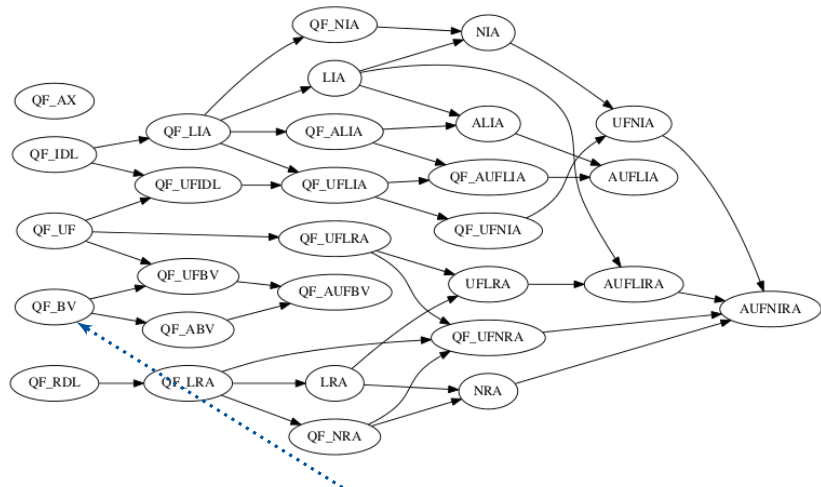 QF_AX
QF_IDL
QF_UF
QF_BV
QF_RDL
QF_LIA
QF_UFIDL
QF_UFBV
QF_ABV
QF_LRA
QF_NIA
LIA
QF_ALIA
QF_UFLIA
QF_UFLRA
QF_AUFBV
LRA
QF_NRA
NIA
ALIA
QF_AUFLIA
QF_UFNIA
UFLRA
QF_UFNRA
NRA
UFNIA
AUFLIA
AUFLIRA
AUFNIRA